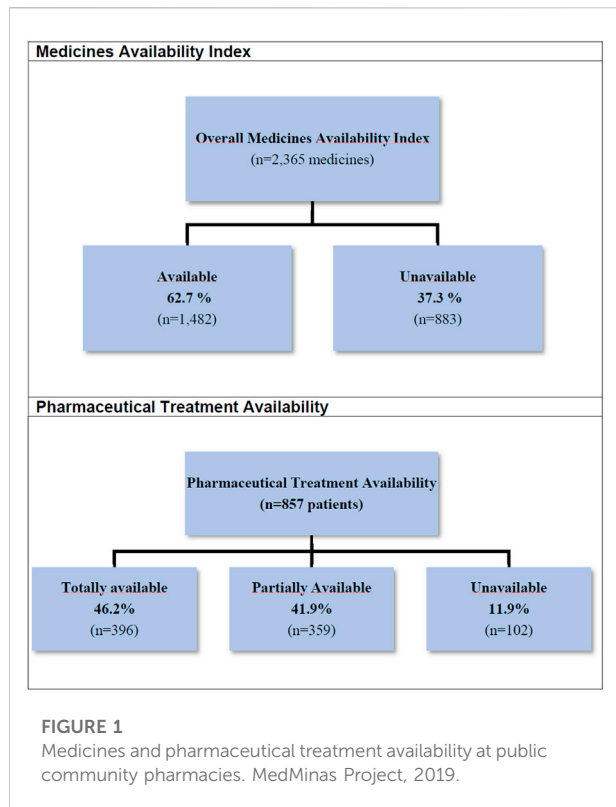 Medicines Availability Index
Overall Medicines Availability Index
(n=2,365 medicines)
Available
62.7 %
(n=1,482)
Unavailable
37.3 %
(n=883)
Pharmaceutical Treatment Availability
Pharmaceutical Treatment Availability
(n=857 patients)
Totally available
46.2%
(n=396)
Partially Available
41.9%
(n=359)
Unavailable
11.9%
(n=102)
FIGURE 1
Medicines and pharmaceutical treatment availability at public
community pharmacies. MedMinas Project, 2019.